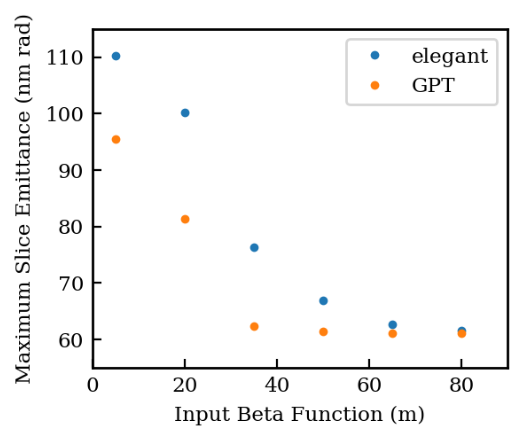 elegant
GPT
Maximum Slice Emittance (nm rad)
110
100
90
80
70
60
0 20 40 60 80
Input Beta Function (m)